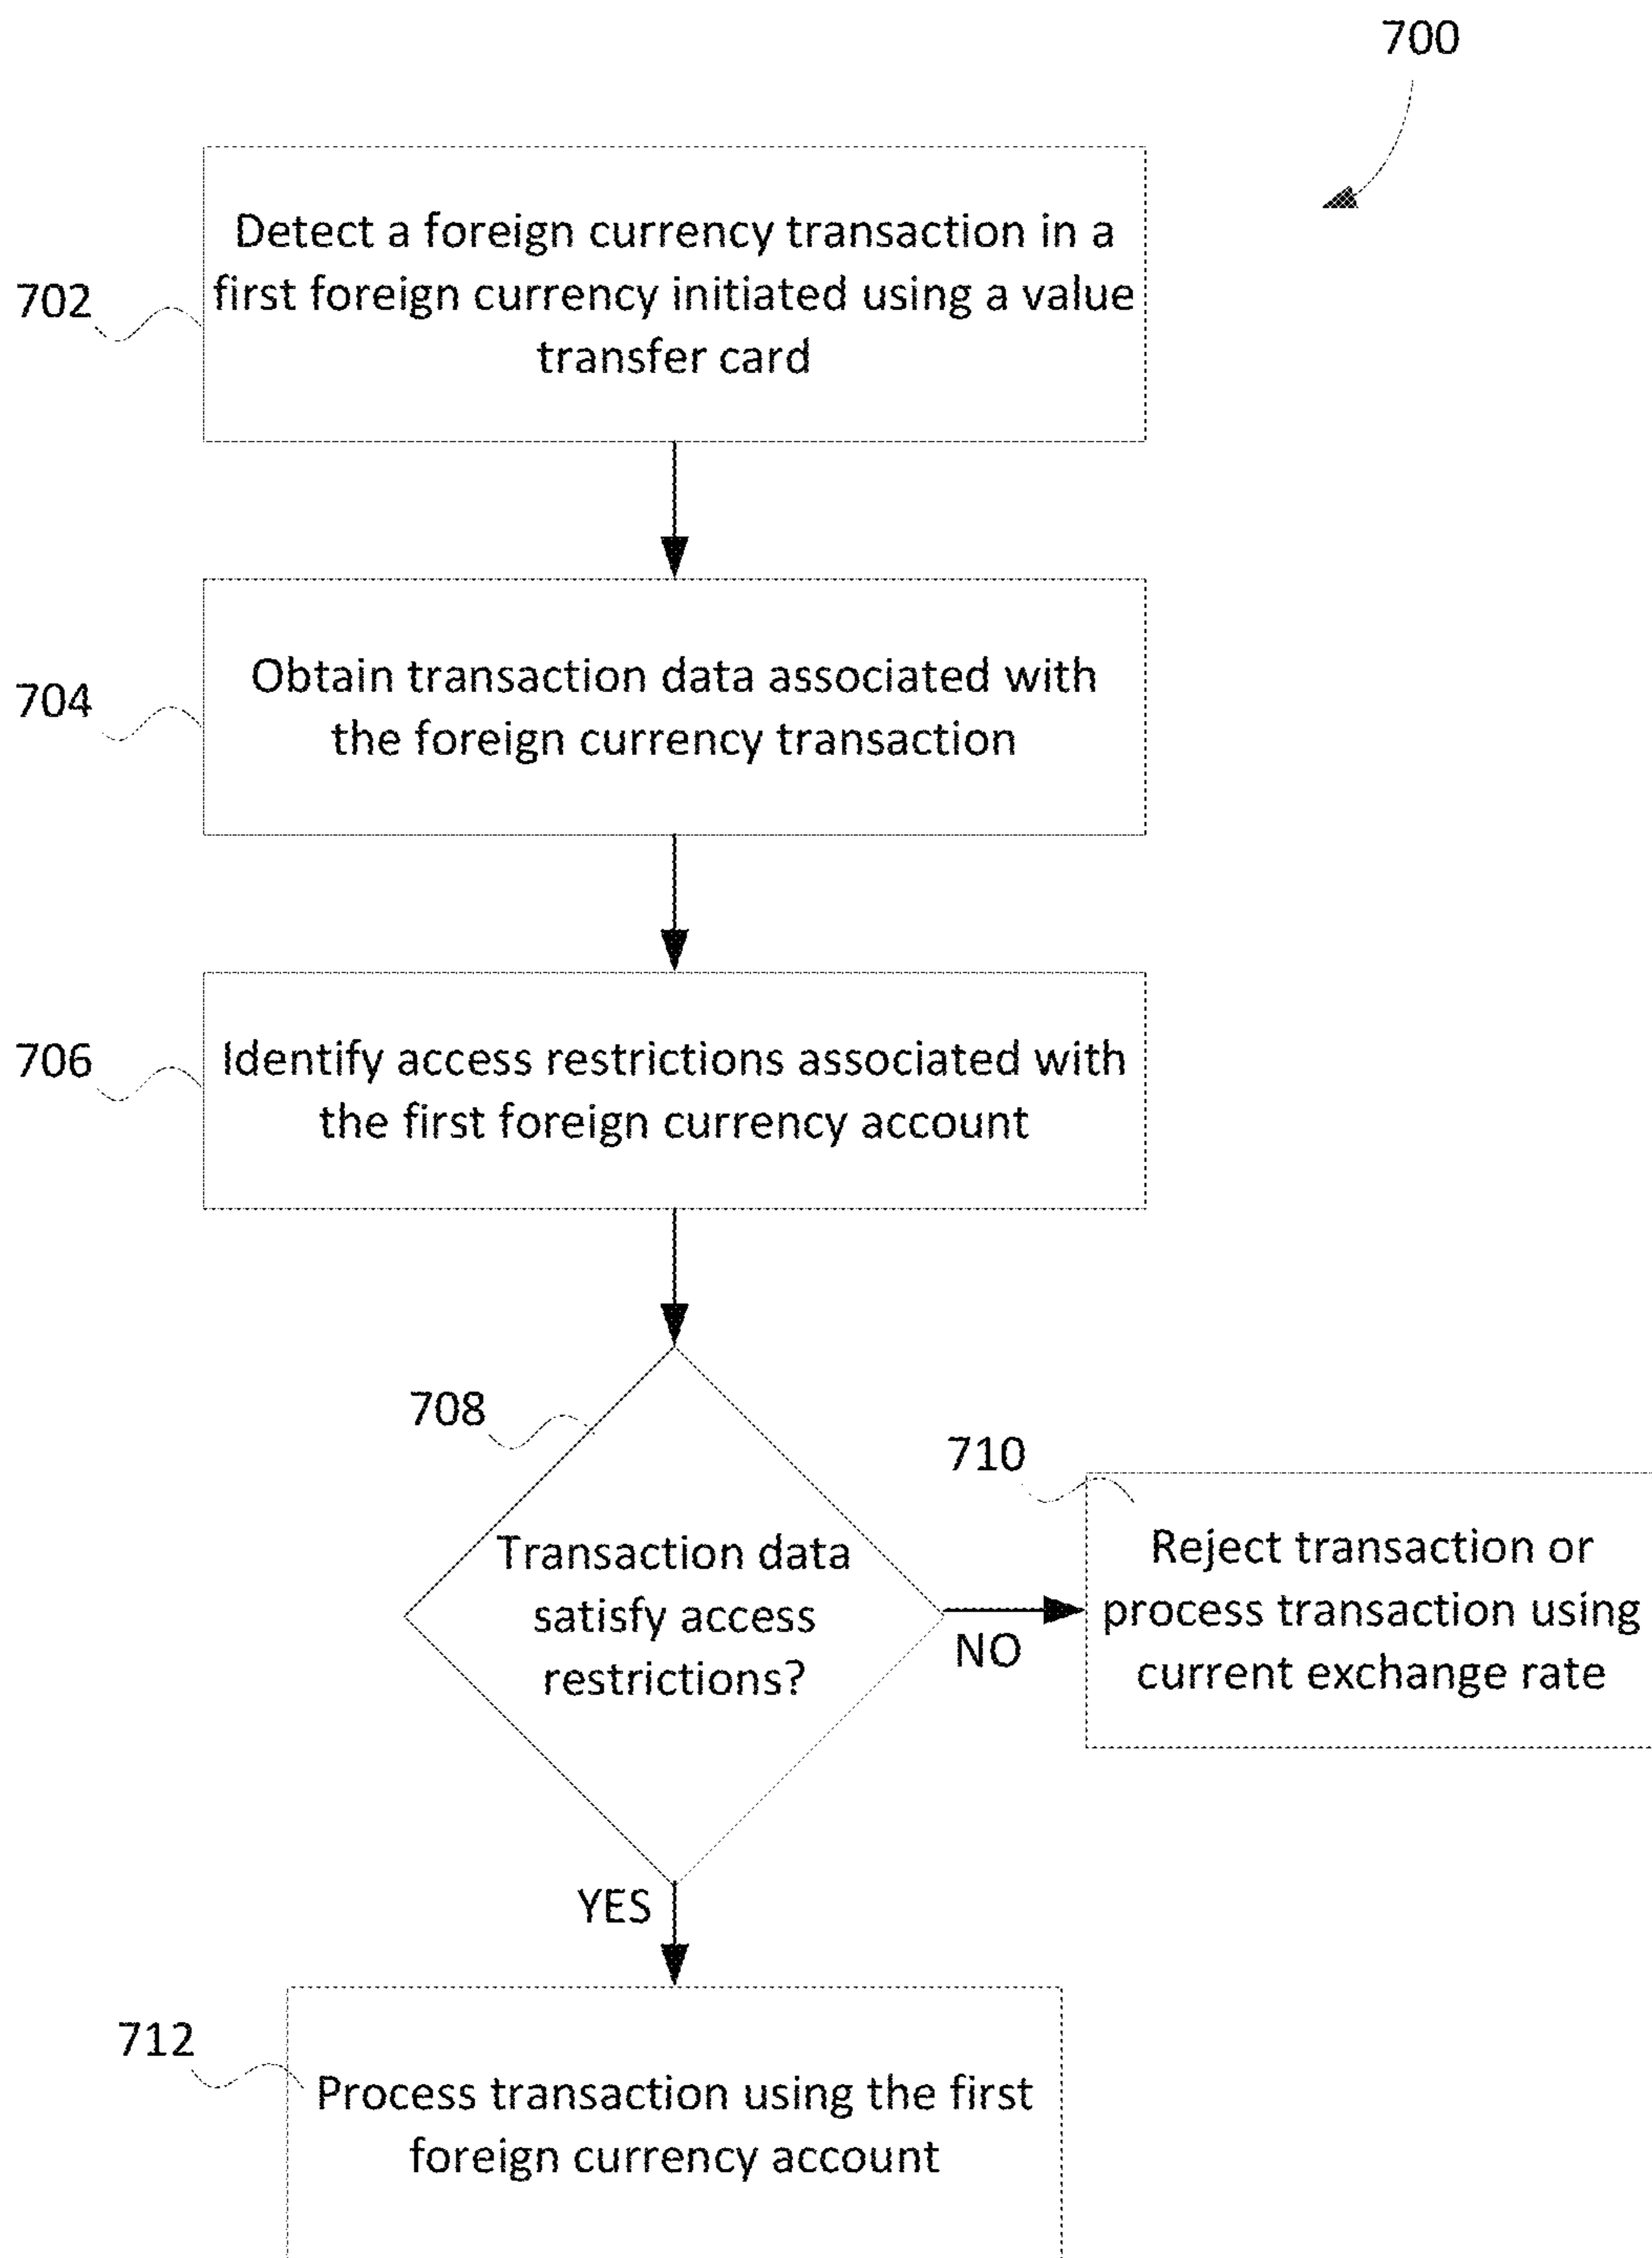 700
Detect a foreign currency transaction in a
702
first foreign currency initiated using a value
transfer card
Obtain transaction data associated with
704
the foreign currency transaction
706
Identify access restrictions associated with
the first foreign currency account
708
710
Transaction data
satisfy access
restrictions?
NO
Reject transaction or
process transaction using
current exchange rate
YES
712
Process transaction using the first
foreign currency account